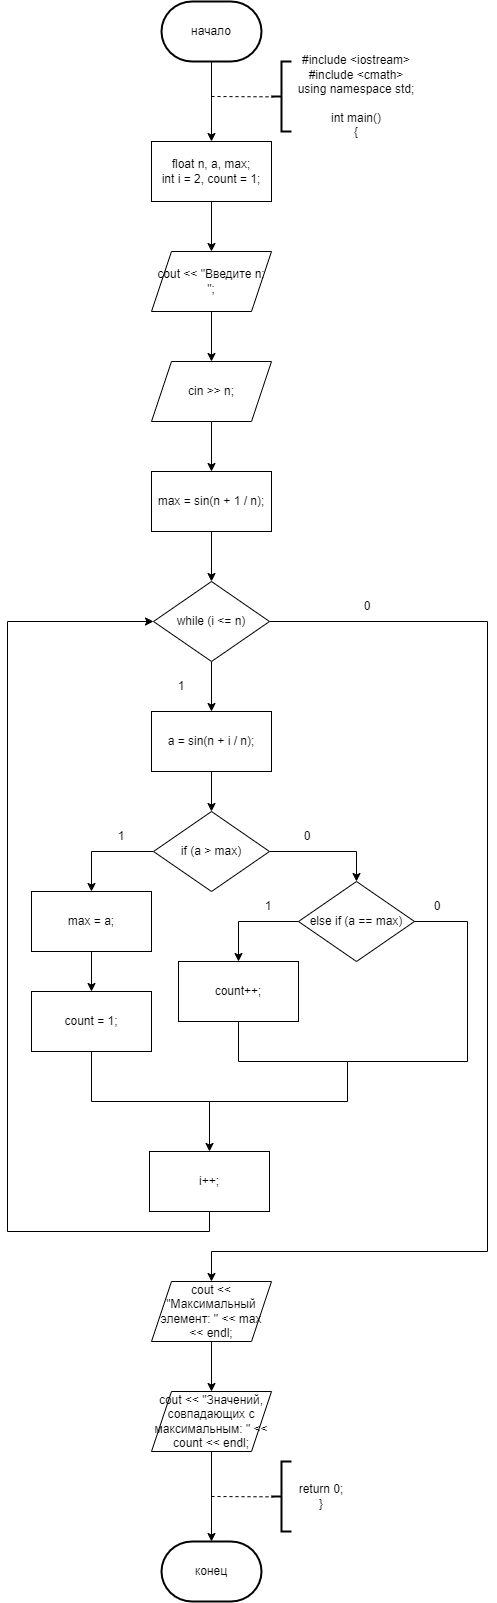 начало
#include <iostream>
#include <cmath>
using namespace std;
int main()
{
float n, a, max;
int i = 2, count = 1;
cout << "Введите n:
";
cin >> n;
max = sin(n + 1 / n);
while (i <= n)
0
1
a = sin(n + i / n);
if (a > max)
1
0
max = a;
else if (a == max)
1
0
count++;
count = 1;
i++;
cout <<
"Максимальный
элемент: " << max
<< endl;
cout << "Значений,
совпадающих с
максимальным: " <<
count << endl;
return 0;
}
конец